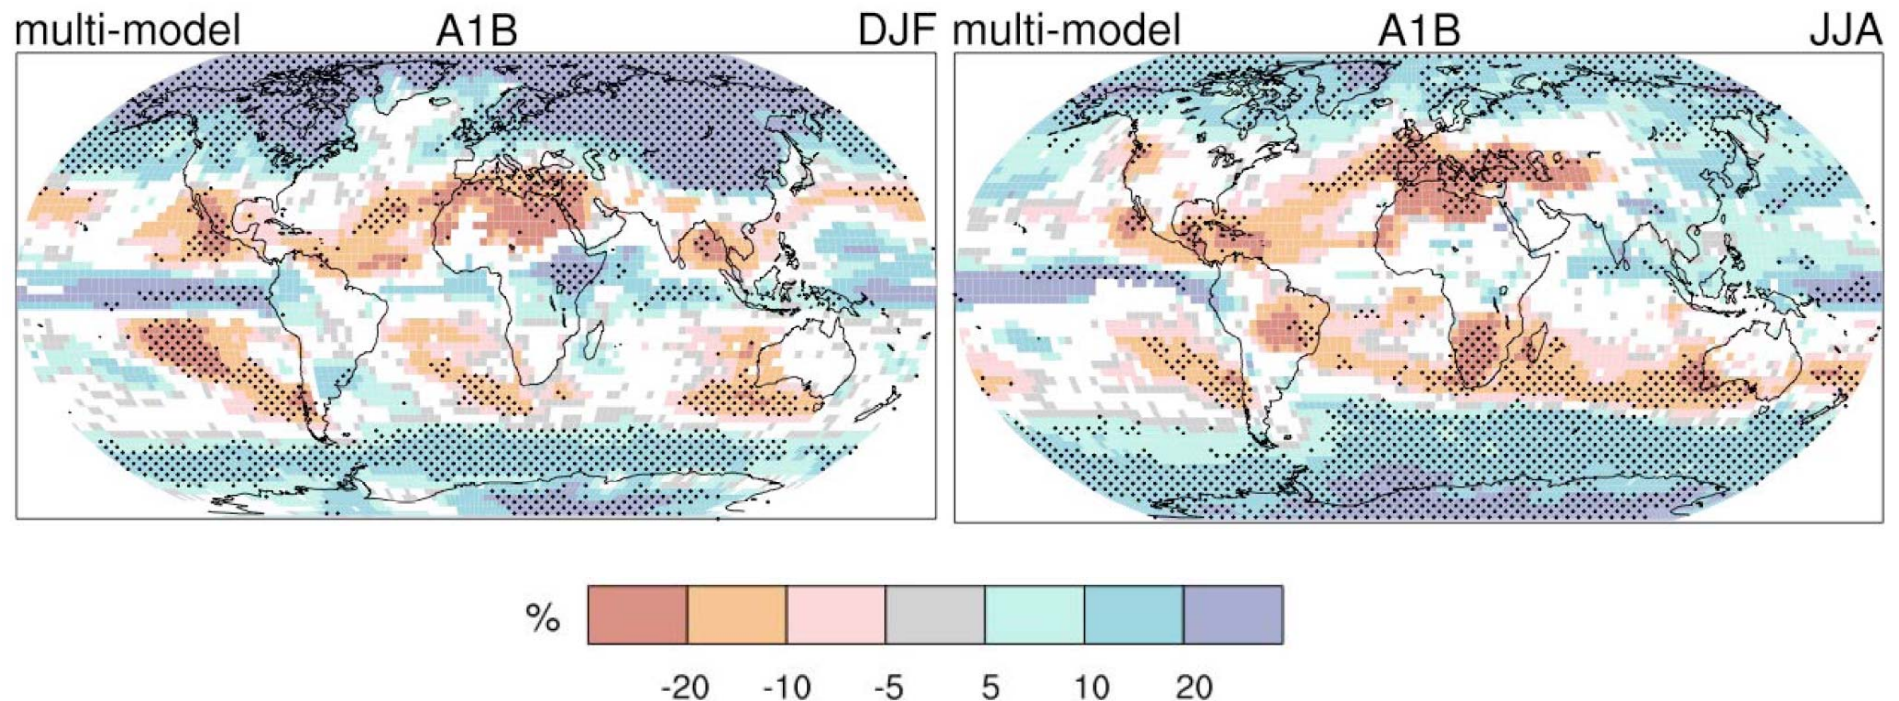 multi-model A1B DJF
multi-model A1B JJA
%
-20 -10 -5 5 10 20